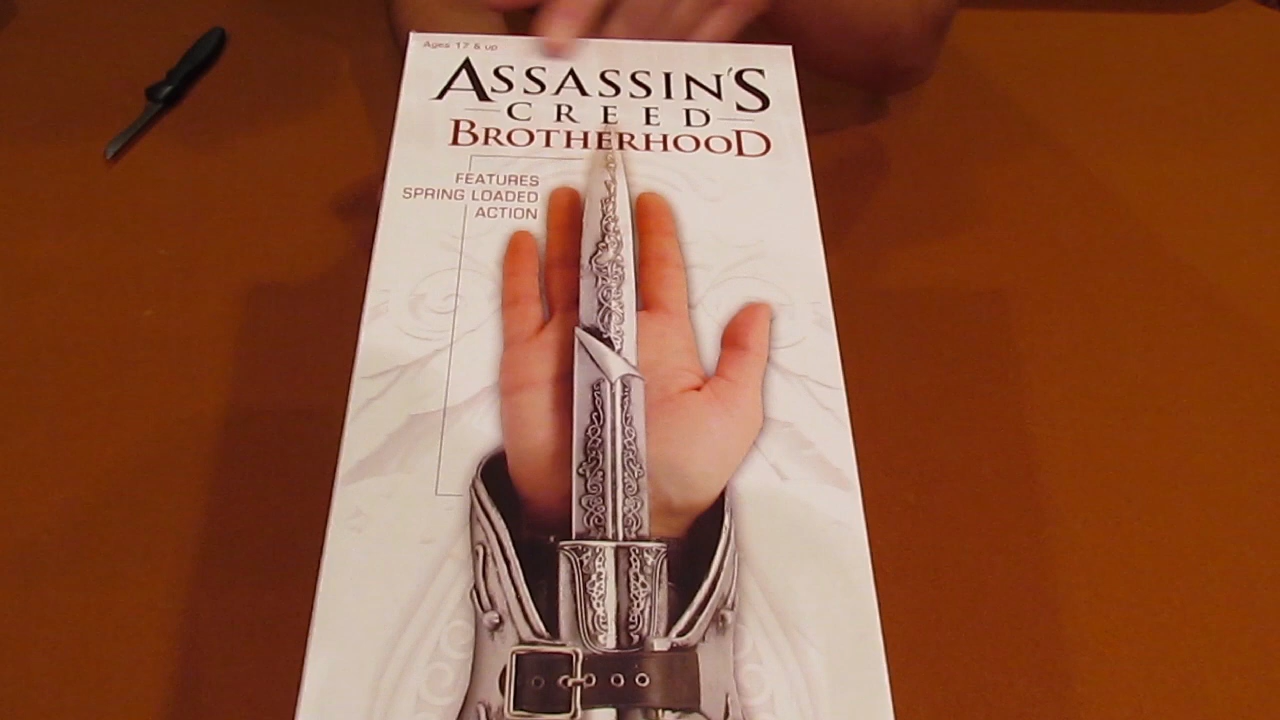 Ages 17 & up
ASSASSIN'S
CREED
BROTHERHOOD
FEATURES
SPRING LOADED
ACTION